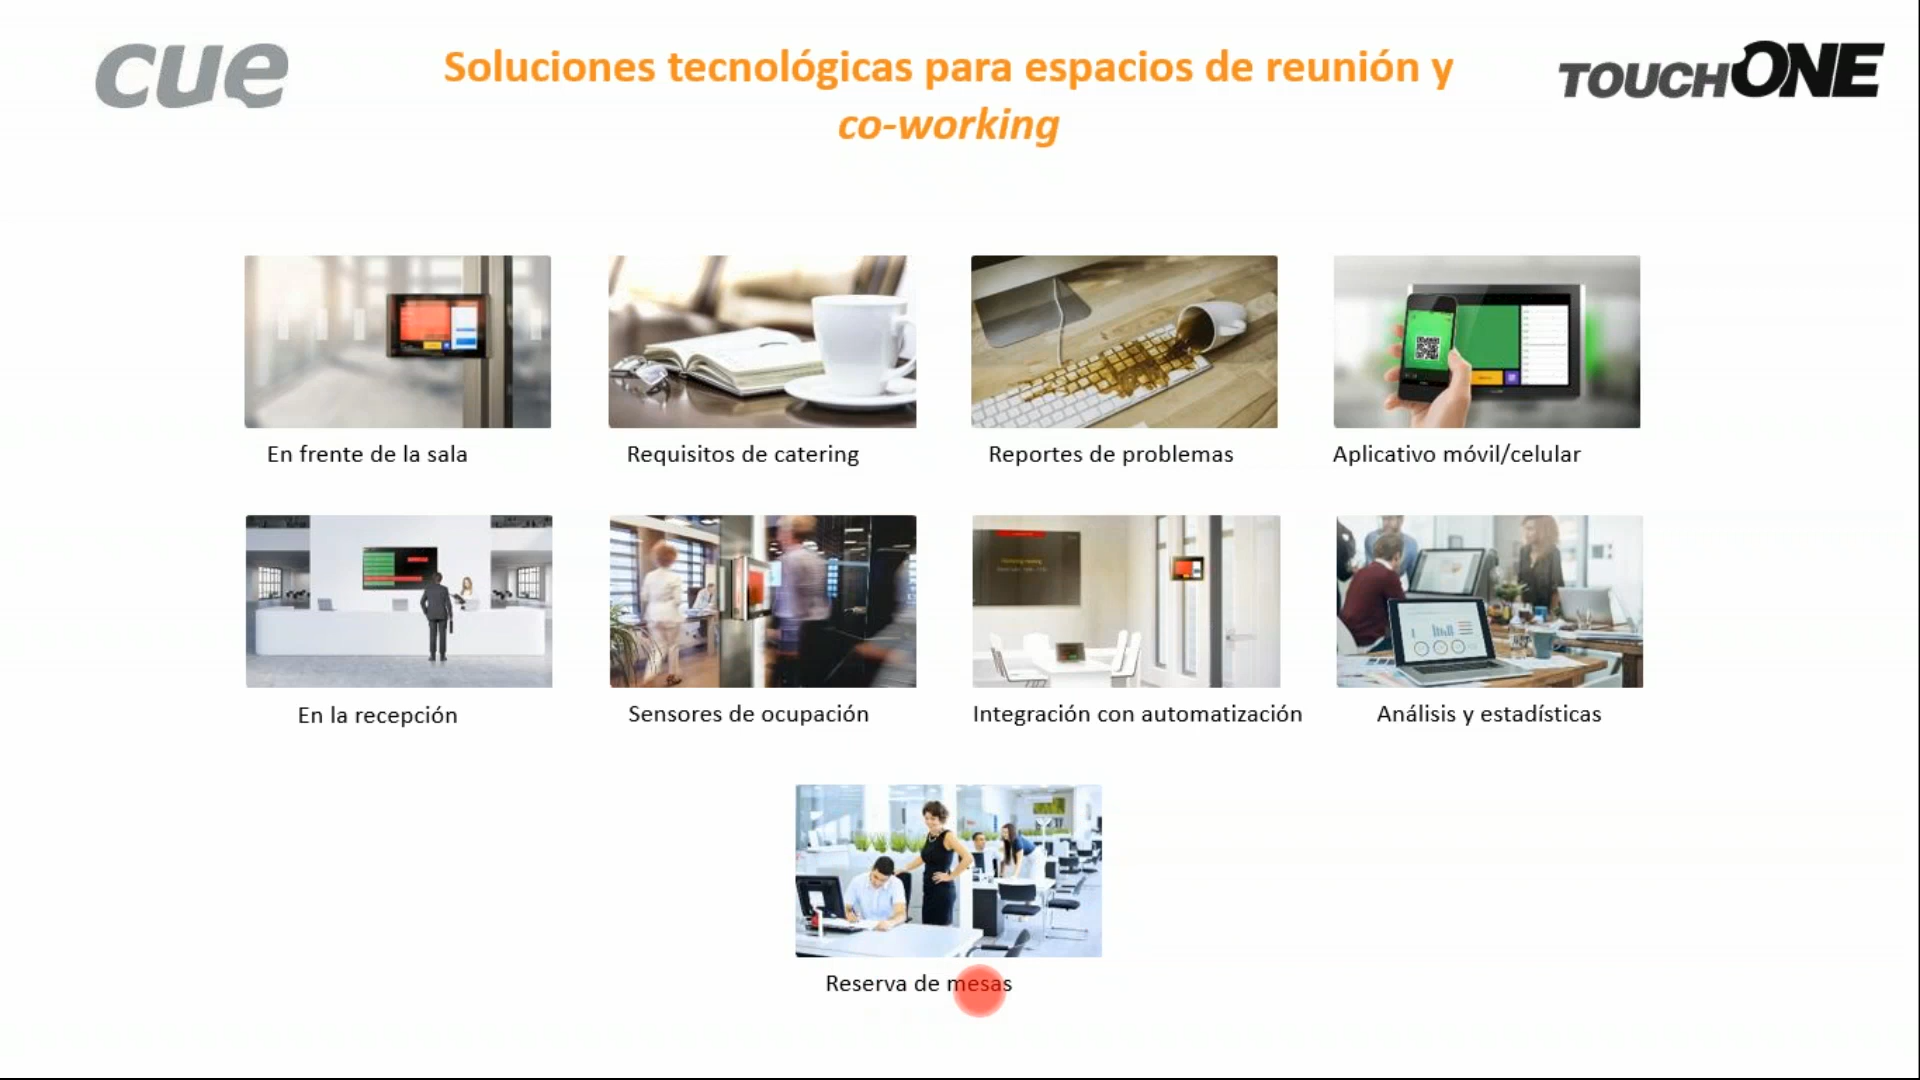 cue
Soluciones tecnológicas para espacios de reunión y
co-working
TOUCHONE
En frente de la sala
Requisitos de catering
Reportes de problemas
Aplicativo móvil/celular
En la recepción
Sensores de ocupación
Integración con automatización
Análisis y estadísticas
Reserva de mesas